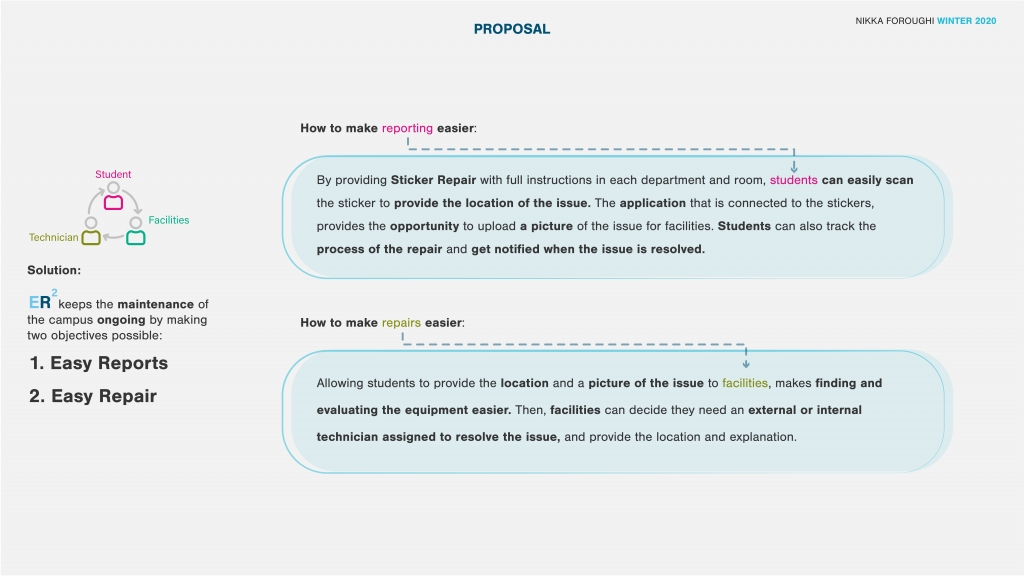 PROPOSAL
NIKKA FOROUGHI WINTER 2020
Student
Facilities
Technician
Solution:
ER² keeps the maintenance of
the campus ongoing by making
two objectives possible:
1. Easy Reports
2. Easy Repair
How to make reporting easier:
By providing Sticker Repair with full instructions in each department and room, students can easily scan
the sticker to provide the location of the issue. The application that is connected to the stickers,
provides the opportunity to upload a picture of the issue for facilities. Students can also track the
process of the repair and get notified when the issue is resolved.
How to make repairs easier:
Allowing students to provide the location and a picture of the issue to facilities, makes finding and
evaluating the equipment easier. Then, facilities can decide they need an external or internal
technician assigned to resolve the issue, and provide the location and explanation.